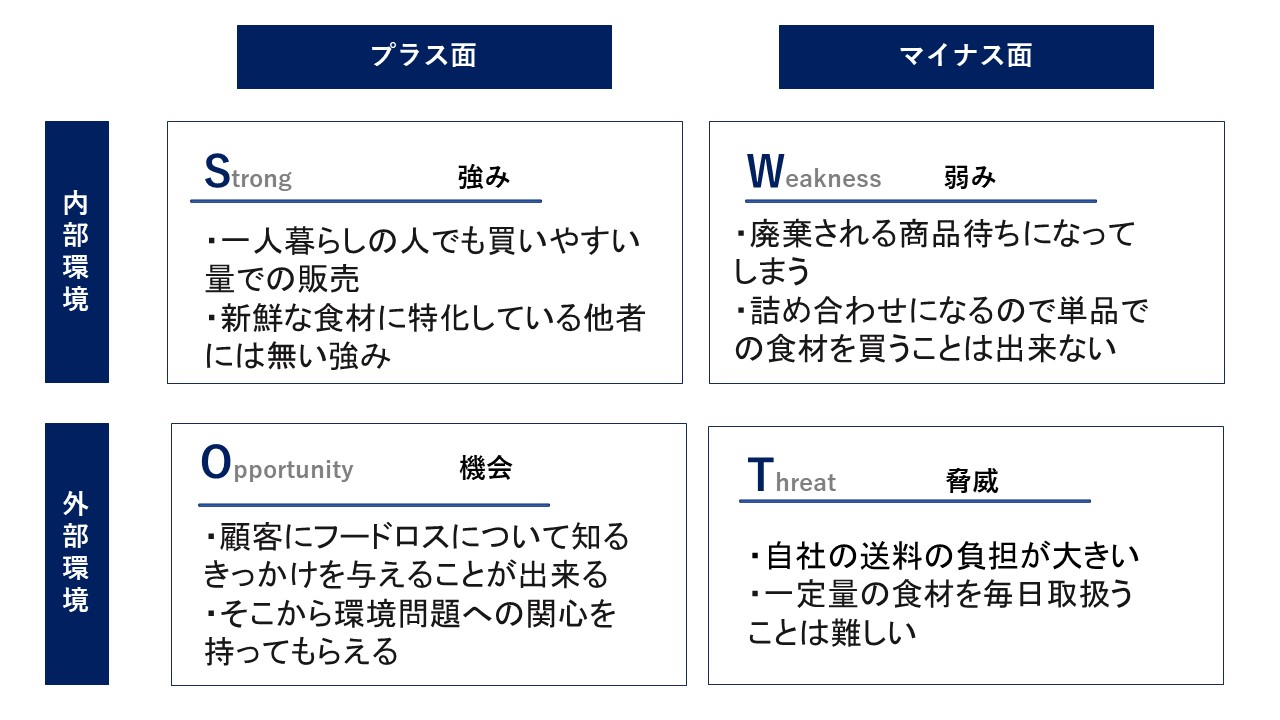 プラス面
マイナス面
内部環境
Strong 強み
・一人暮らしの人でも買いやすい
量での販売
・新鮮な食材に特化している他者
には無い強み
Weakness 弱み
・廃棄される商品待ちになって
しまう
・詰め合わせになるので単品で
の食材を買うことは出来ない
外部環境
Opportunity 機会
・顧客にフードロスについて知る
きっかけを与えることが出来る
・そこから環境問題への関心を
持ってもらえる
Threat 脅威
・自社の送料の負担が大きい
・一定量の食材を毎日取扱う
ことは難しい